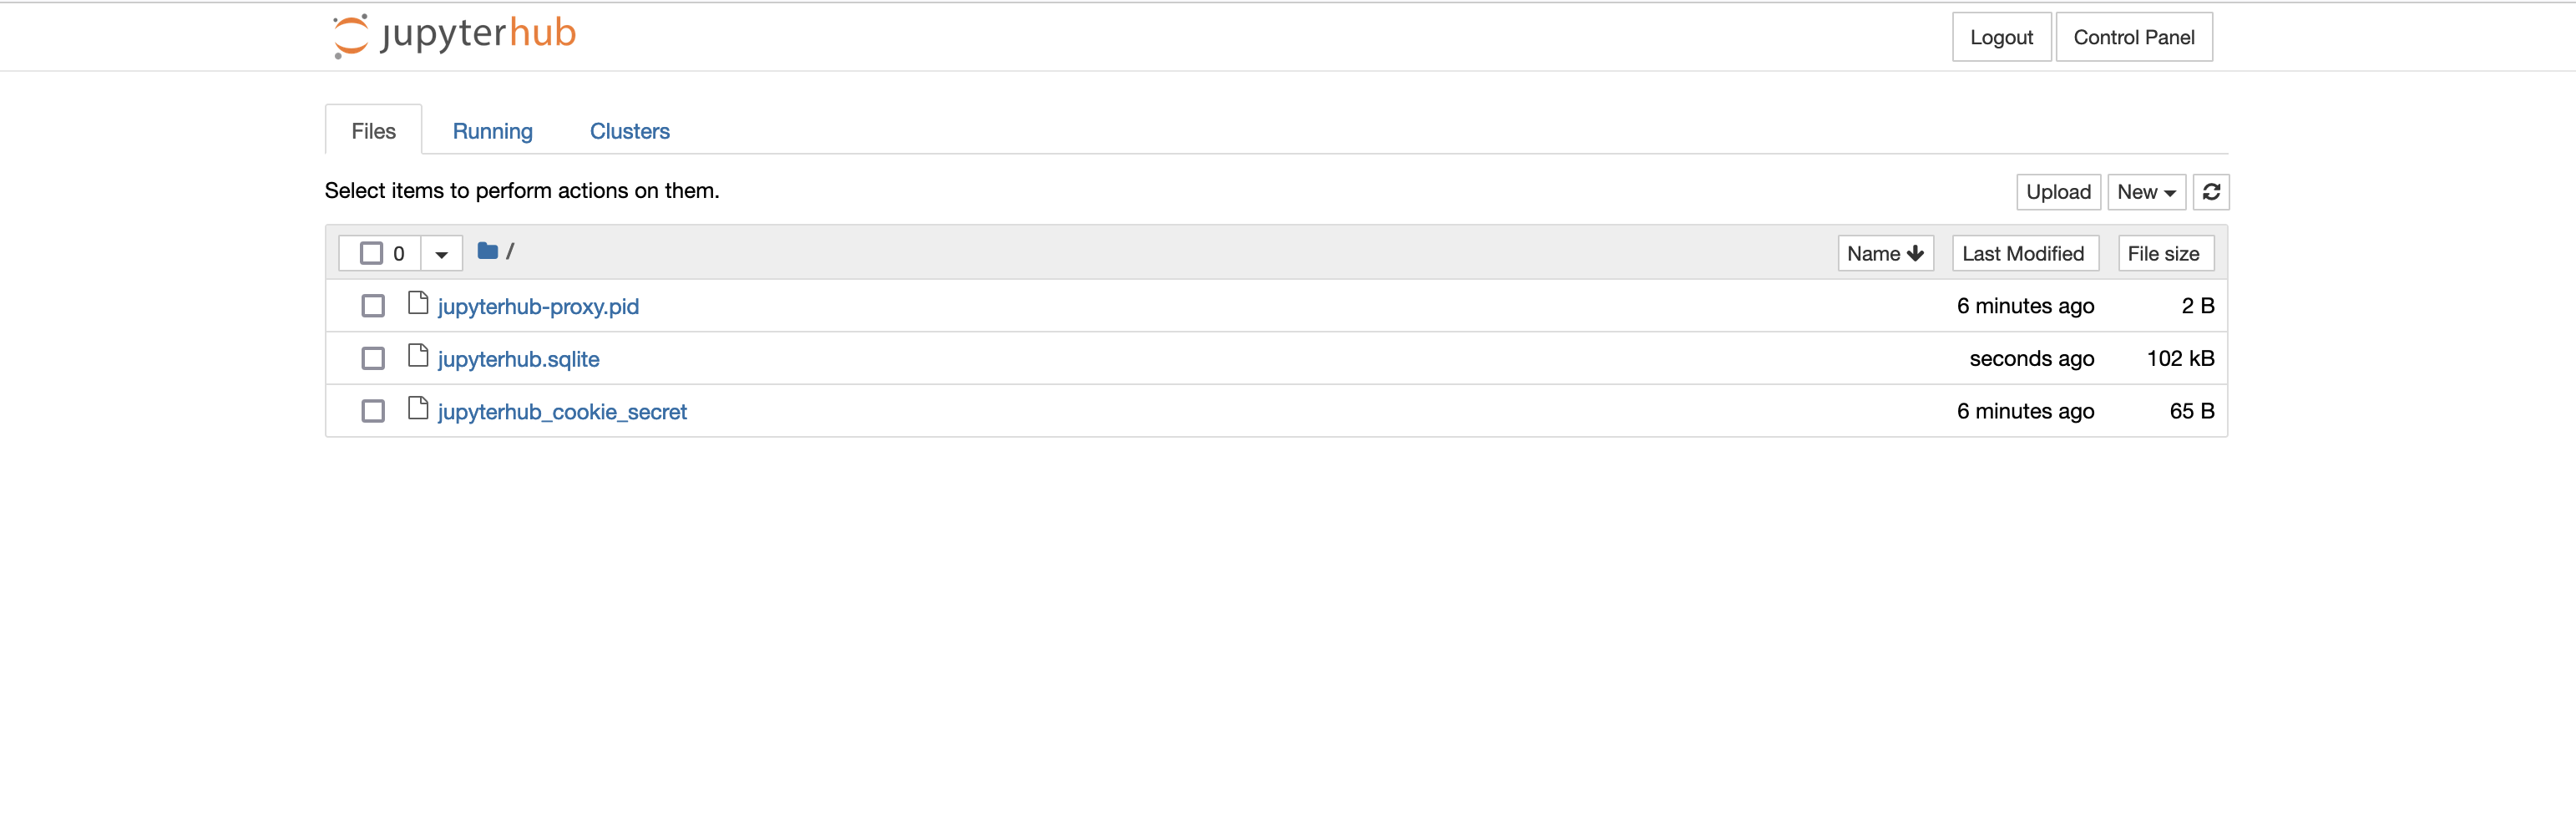 jupyterhub
Logout Control Panel
Files Running Clusters
Select items to perform actions on them.
Upload New
0 / Name Last Modified File size
jupyterhub-proxy.pid 6 minutes ago 2 B
jupyterhub.sqlite seconds ago 102 kB
jupyterhub_cookie_secret 6 minutes ago 65 B